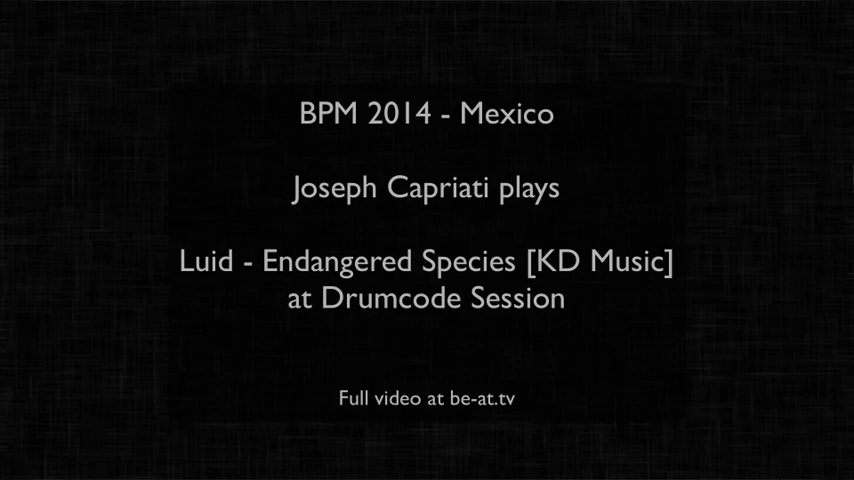 BPM 2014 - Mexico
Joseph Capriati plays
Luid - Endangered Species [KD Music]
at Drumcode Session
Full video at be-at.tv